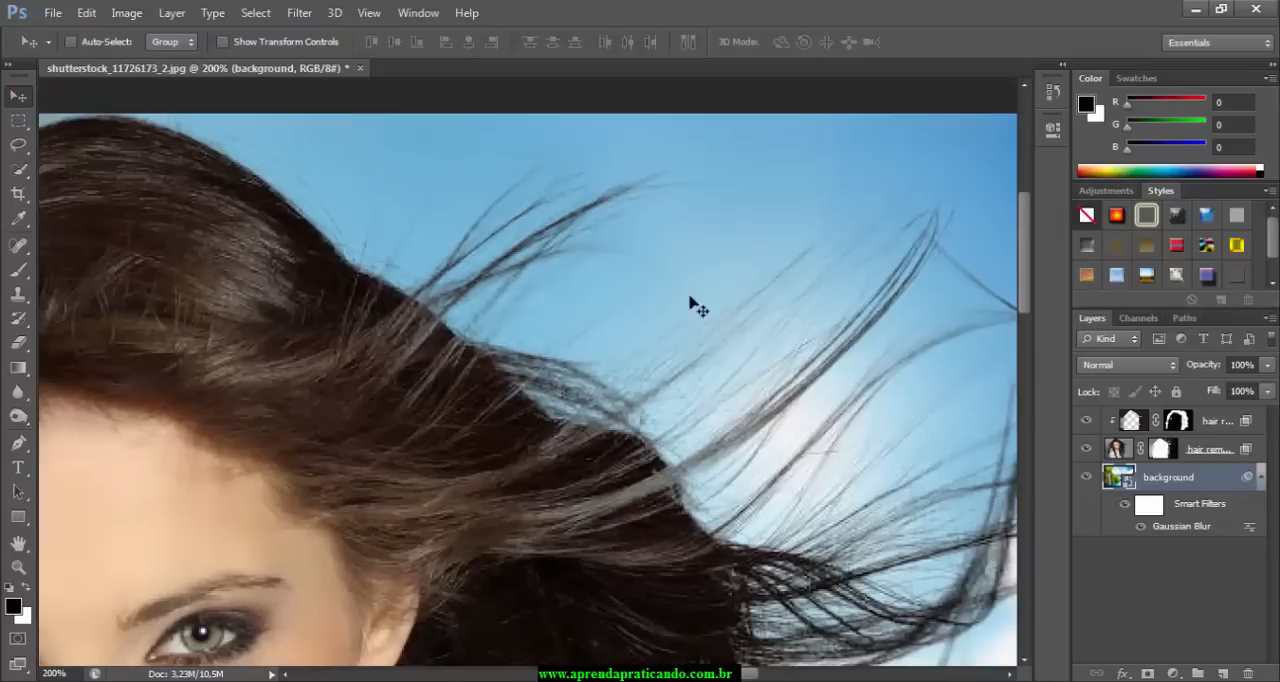 Ps File Edit Image Layer Type Select Filter 3D View Window Help
Auto-Select: Group Show Transform Controls 3D Mode: Essentials
shutterstock_11726173_2.jpg @ 200% (background, RGB/8#) * ×
Color Swatches
R 0
G 0
B 0
Adjustments Styles
Layers Channels Paths
Kind
Normal Opacity: 100%
Lock: Fill: 100%
hair r...
hair rem...
background
Smart Filters
Gaussian Blur
200% Doc: 3,23M/10,5M
www.aprendapraticando.com.br